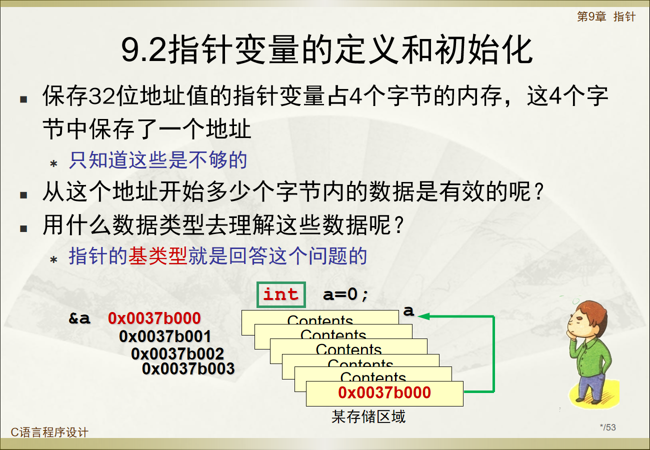 第9章 指针
9.2指针变量的定义和初始化
保存32位地址值的指针变量占4个字节的内存，这4个字
节中保存了一个地址
* 只知道这些是不够的
从这个地址开始多少个字节内的数据是有效的呢？
用什么数据类型去理解这些数据呢？
* 指针的基类型就是回答这个问题的
int a=0;
&a 0x0037b000
0x0037b001
0x0037b002
0x0037b003
a
Contents
Contents
Contents
Contents
Contents
0x0037b000
某存储区域
C语言程序设计
*/53